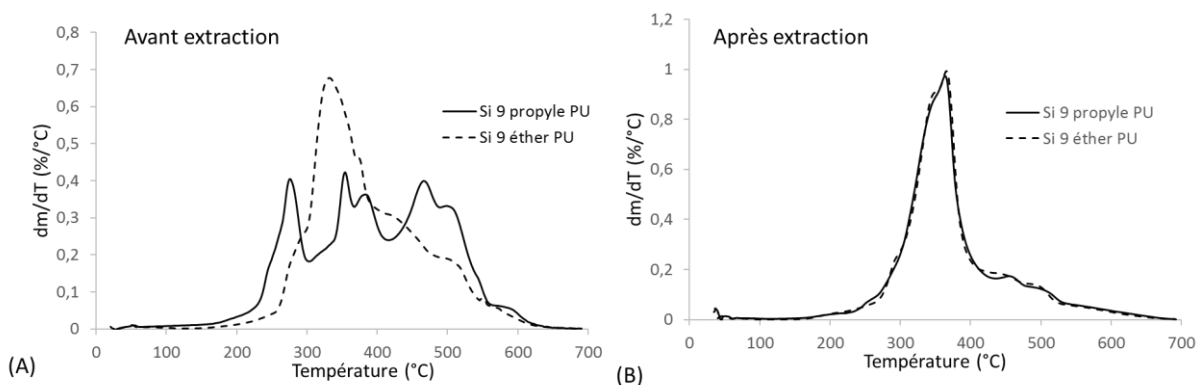 Avant extraction
dm/dT (%/°C)
0,8
0,7
0,6
0,5
0,4
0,3
0,2
0,1
0
Si 9 propyle PU
Si 9 éther PU
0 100 200 300 400 500 600 700
Température (°C)
(A)
Après extraction
dm/dT (%/°C)
1,2
1
0,8
0,6
0,4
0,2
0
Si 9 propyle PU
Si 9 éther PU
0 100 200 300 400 500 600 700
Température (°C)
(B)